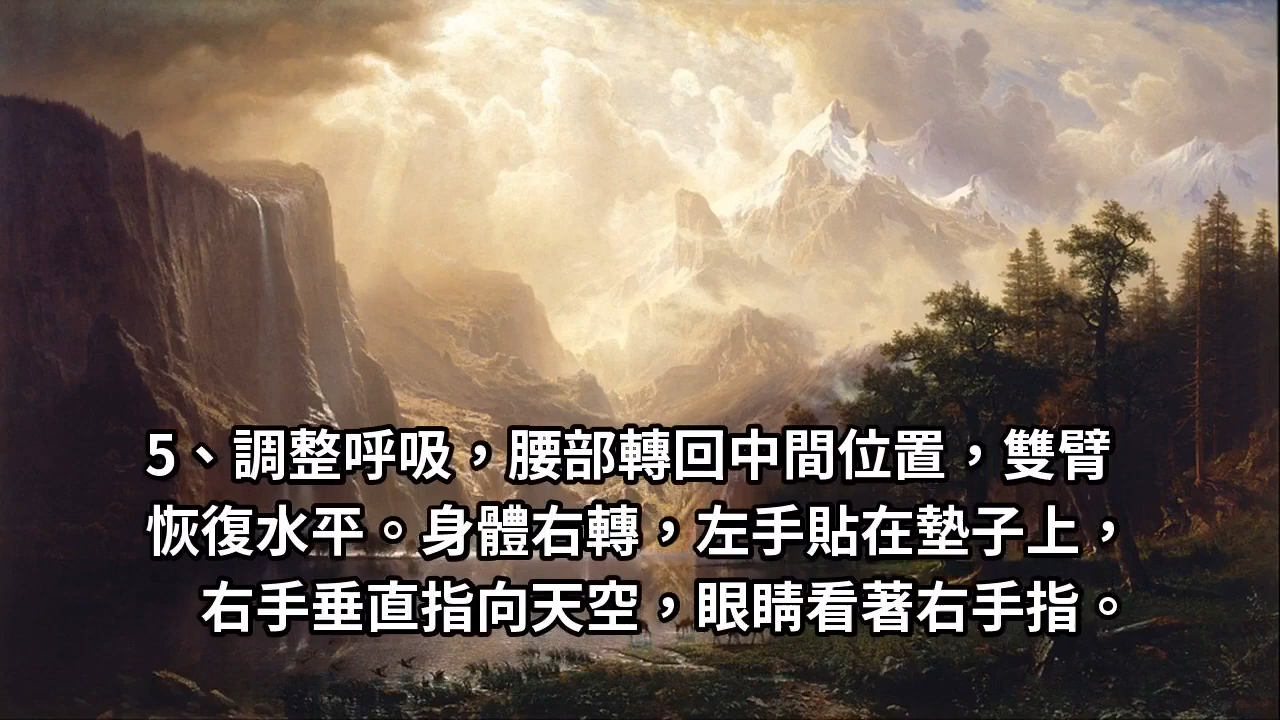 5、調整呼吸，腰部轉回中間位置，雙臂
恢復水平。身體右轉，左手貼在墊子上，
右手垂直指向天空，眼睛看著右手指。